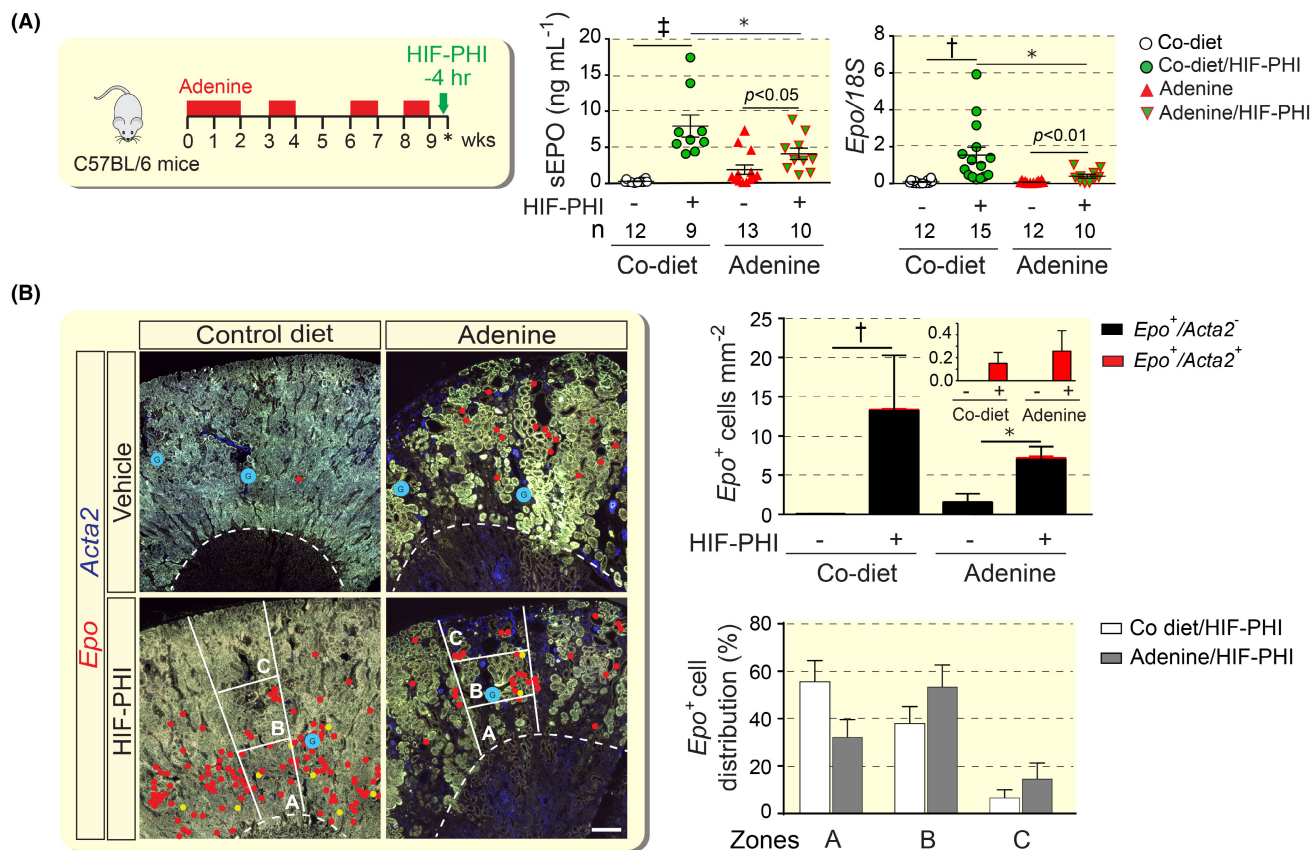 (A)
HIF-PHI
-4 hr
Adenine
0 1 2 3 4 5 6 7 8 9 * wks
C57BL/6 mice
sEPO (ng mL-1)
20
15
10
5
0
‡
*
p<0.05
HIF-PHI - + - +
n 12 9 13 10
Co-diet Adenine
Epo/18S
8
6
4
2
0
†
*
p<0.01
- + - +
12 15 12 10
Co-diet Adenine
Co-diet
Co-diet/HIF-PHI
Adenine
Adenine/HIF-PHI
(B)
Control diet Adenine
Epo Acta2
Vehicle
HIF-PHI
G G G G
C
B
A
G
C
B
G
A
Epo+ cells mm-2
25
20
15
10
5
0
†
*
0.4
0.2
0.0
- + - +
Co-diet Adenine
HIF-PHI - + - +
Co-diet Adenine
Epo+/Acta2-
Epo+/Acta2+
Epo+ cell
distribution (%)
80
60
40
20
0
Zones A B C
Co diet/HIF-PHI
Adenine/HIF-PHI